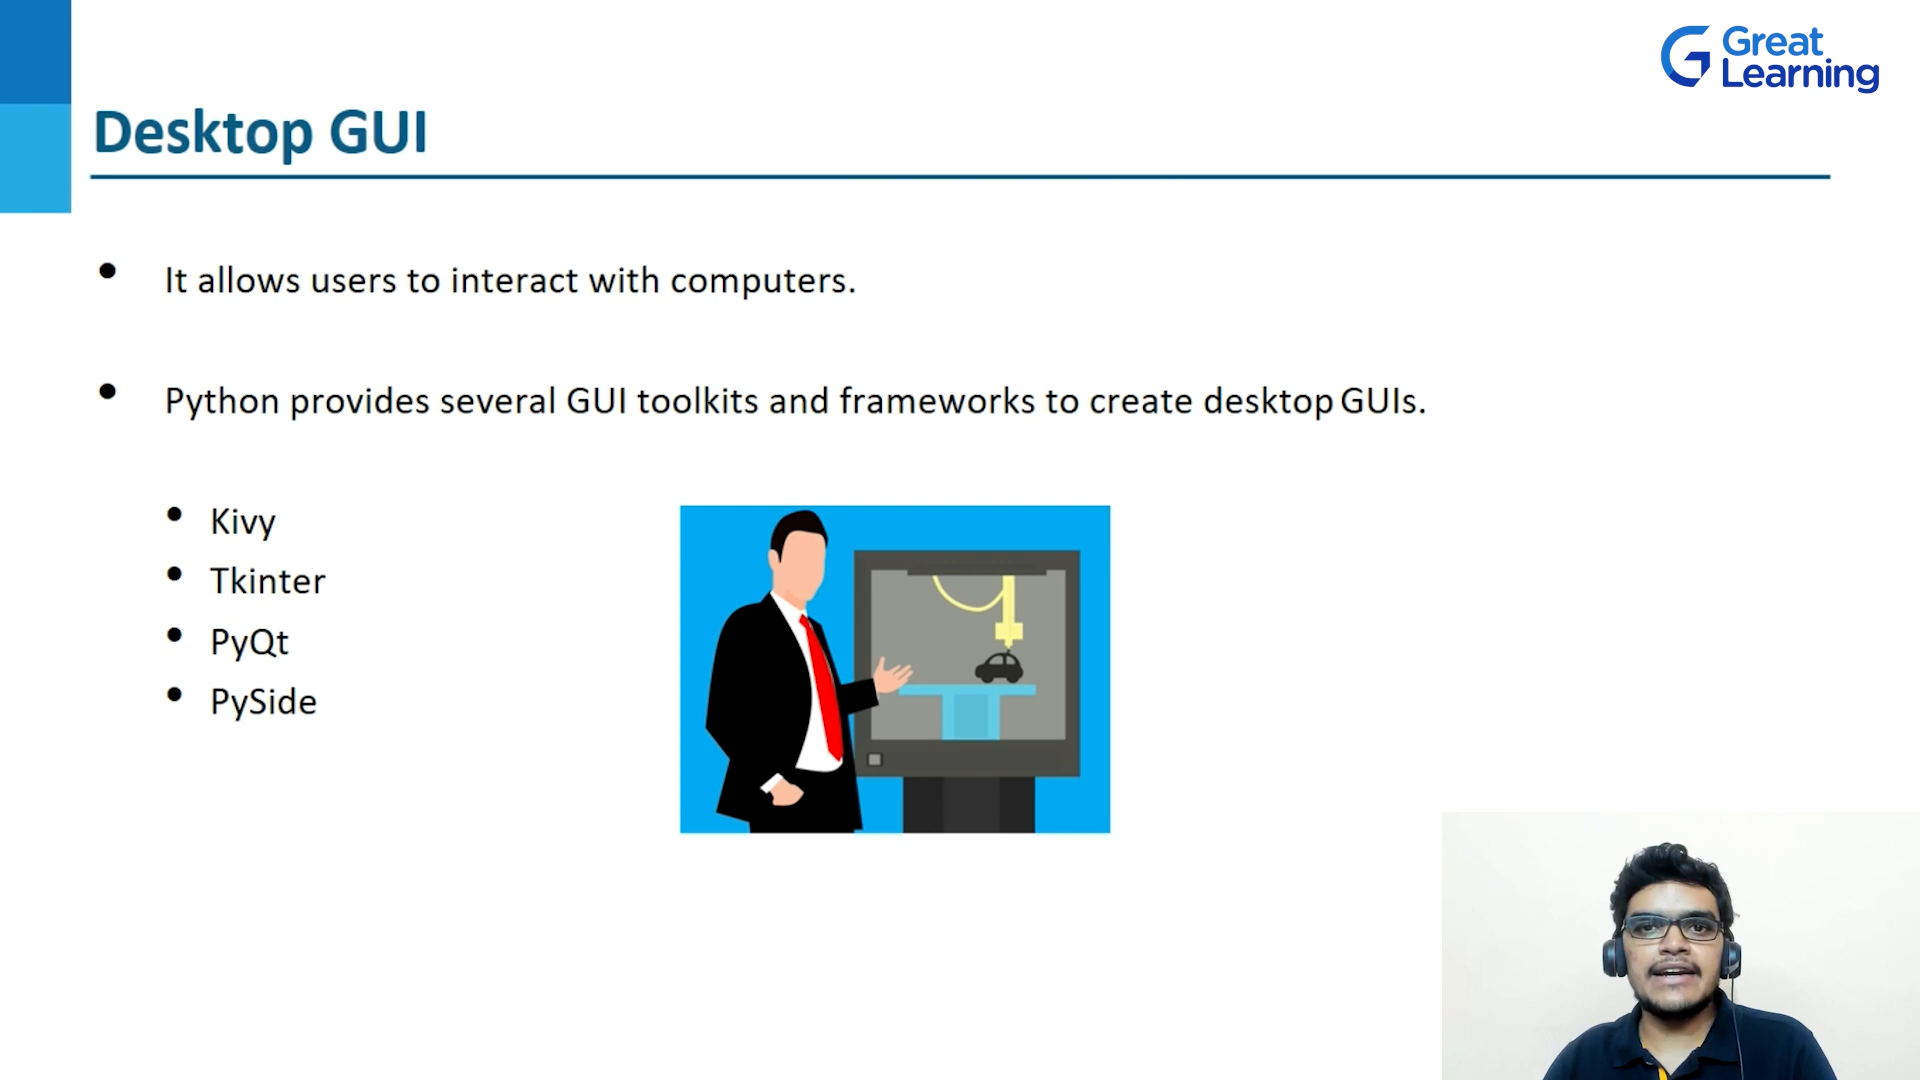 Great
Learning
Desktop GUI
• It allows users to interact with computers.
• Python provides several GUI toolkits and frameworks to create desktop GUIs.
• Kivy
• Tkinter
• PyQt
• PySide